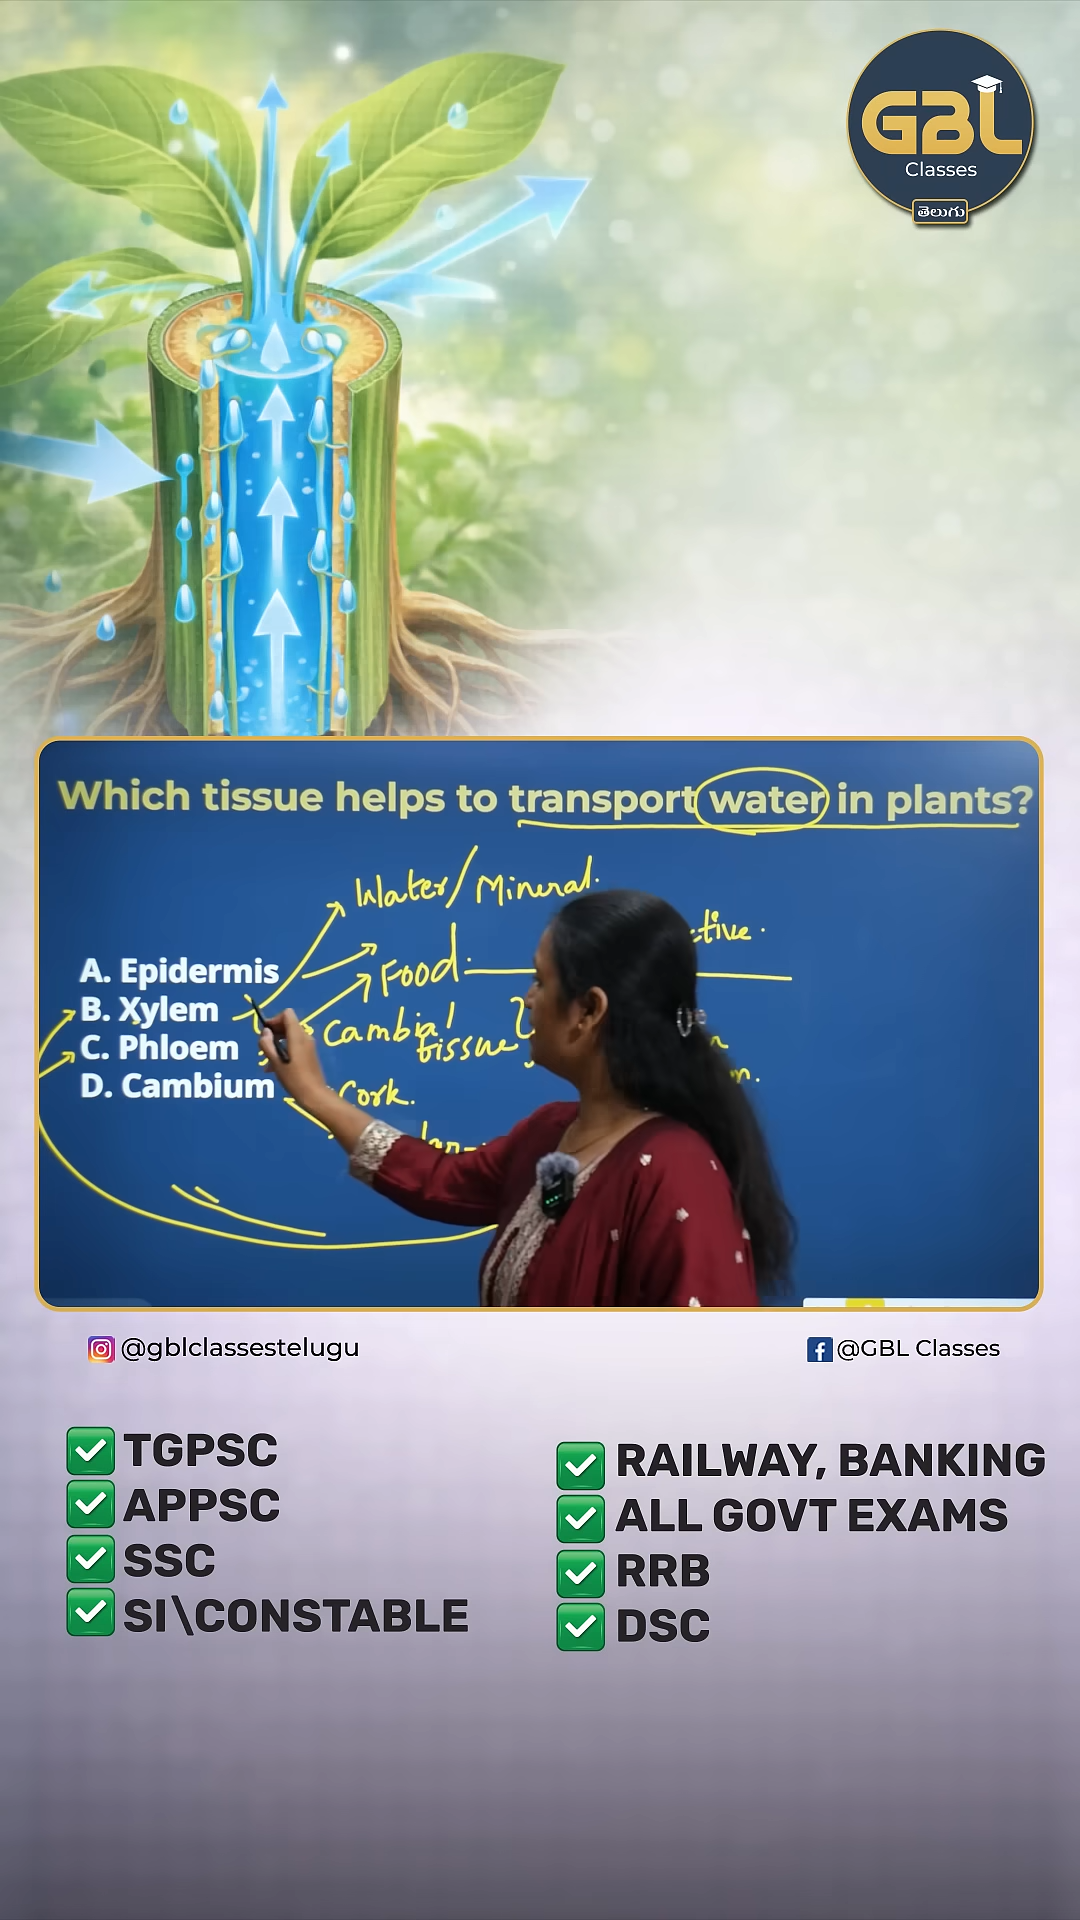 GBL
Classes
తెలుగు
Which tissue helps to transport water in plants?
Water/Mineral.
A. Epidermis
Food.
B. Xylem
Cambial
C. Phloem
tissue
D. Cambium
Cork.
@gblclassestelugu
@GBL Classes
TGPSC
APPSC
SSC
SI\CONSTABLE
RAILWAY, BANKING
ALL GOVT EXAMS
RRB
DSC